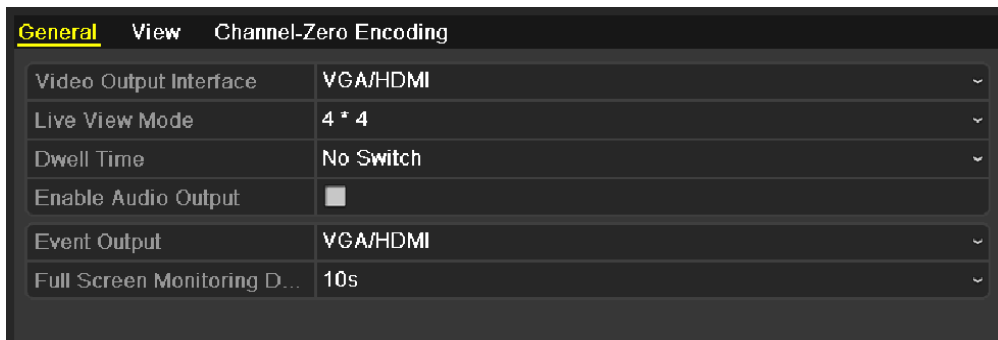 General View Channel-Zero Encoding
Video Output Interface VGA/HDMI
Live View Mode 4 * 4
Dwell Time No Switch
Enable Audio Output
Event Output VGA/HDMI
Full Screen Monitoring D... 10s